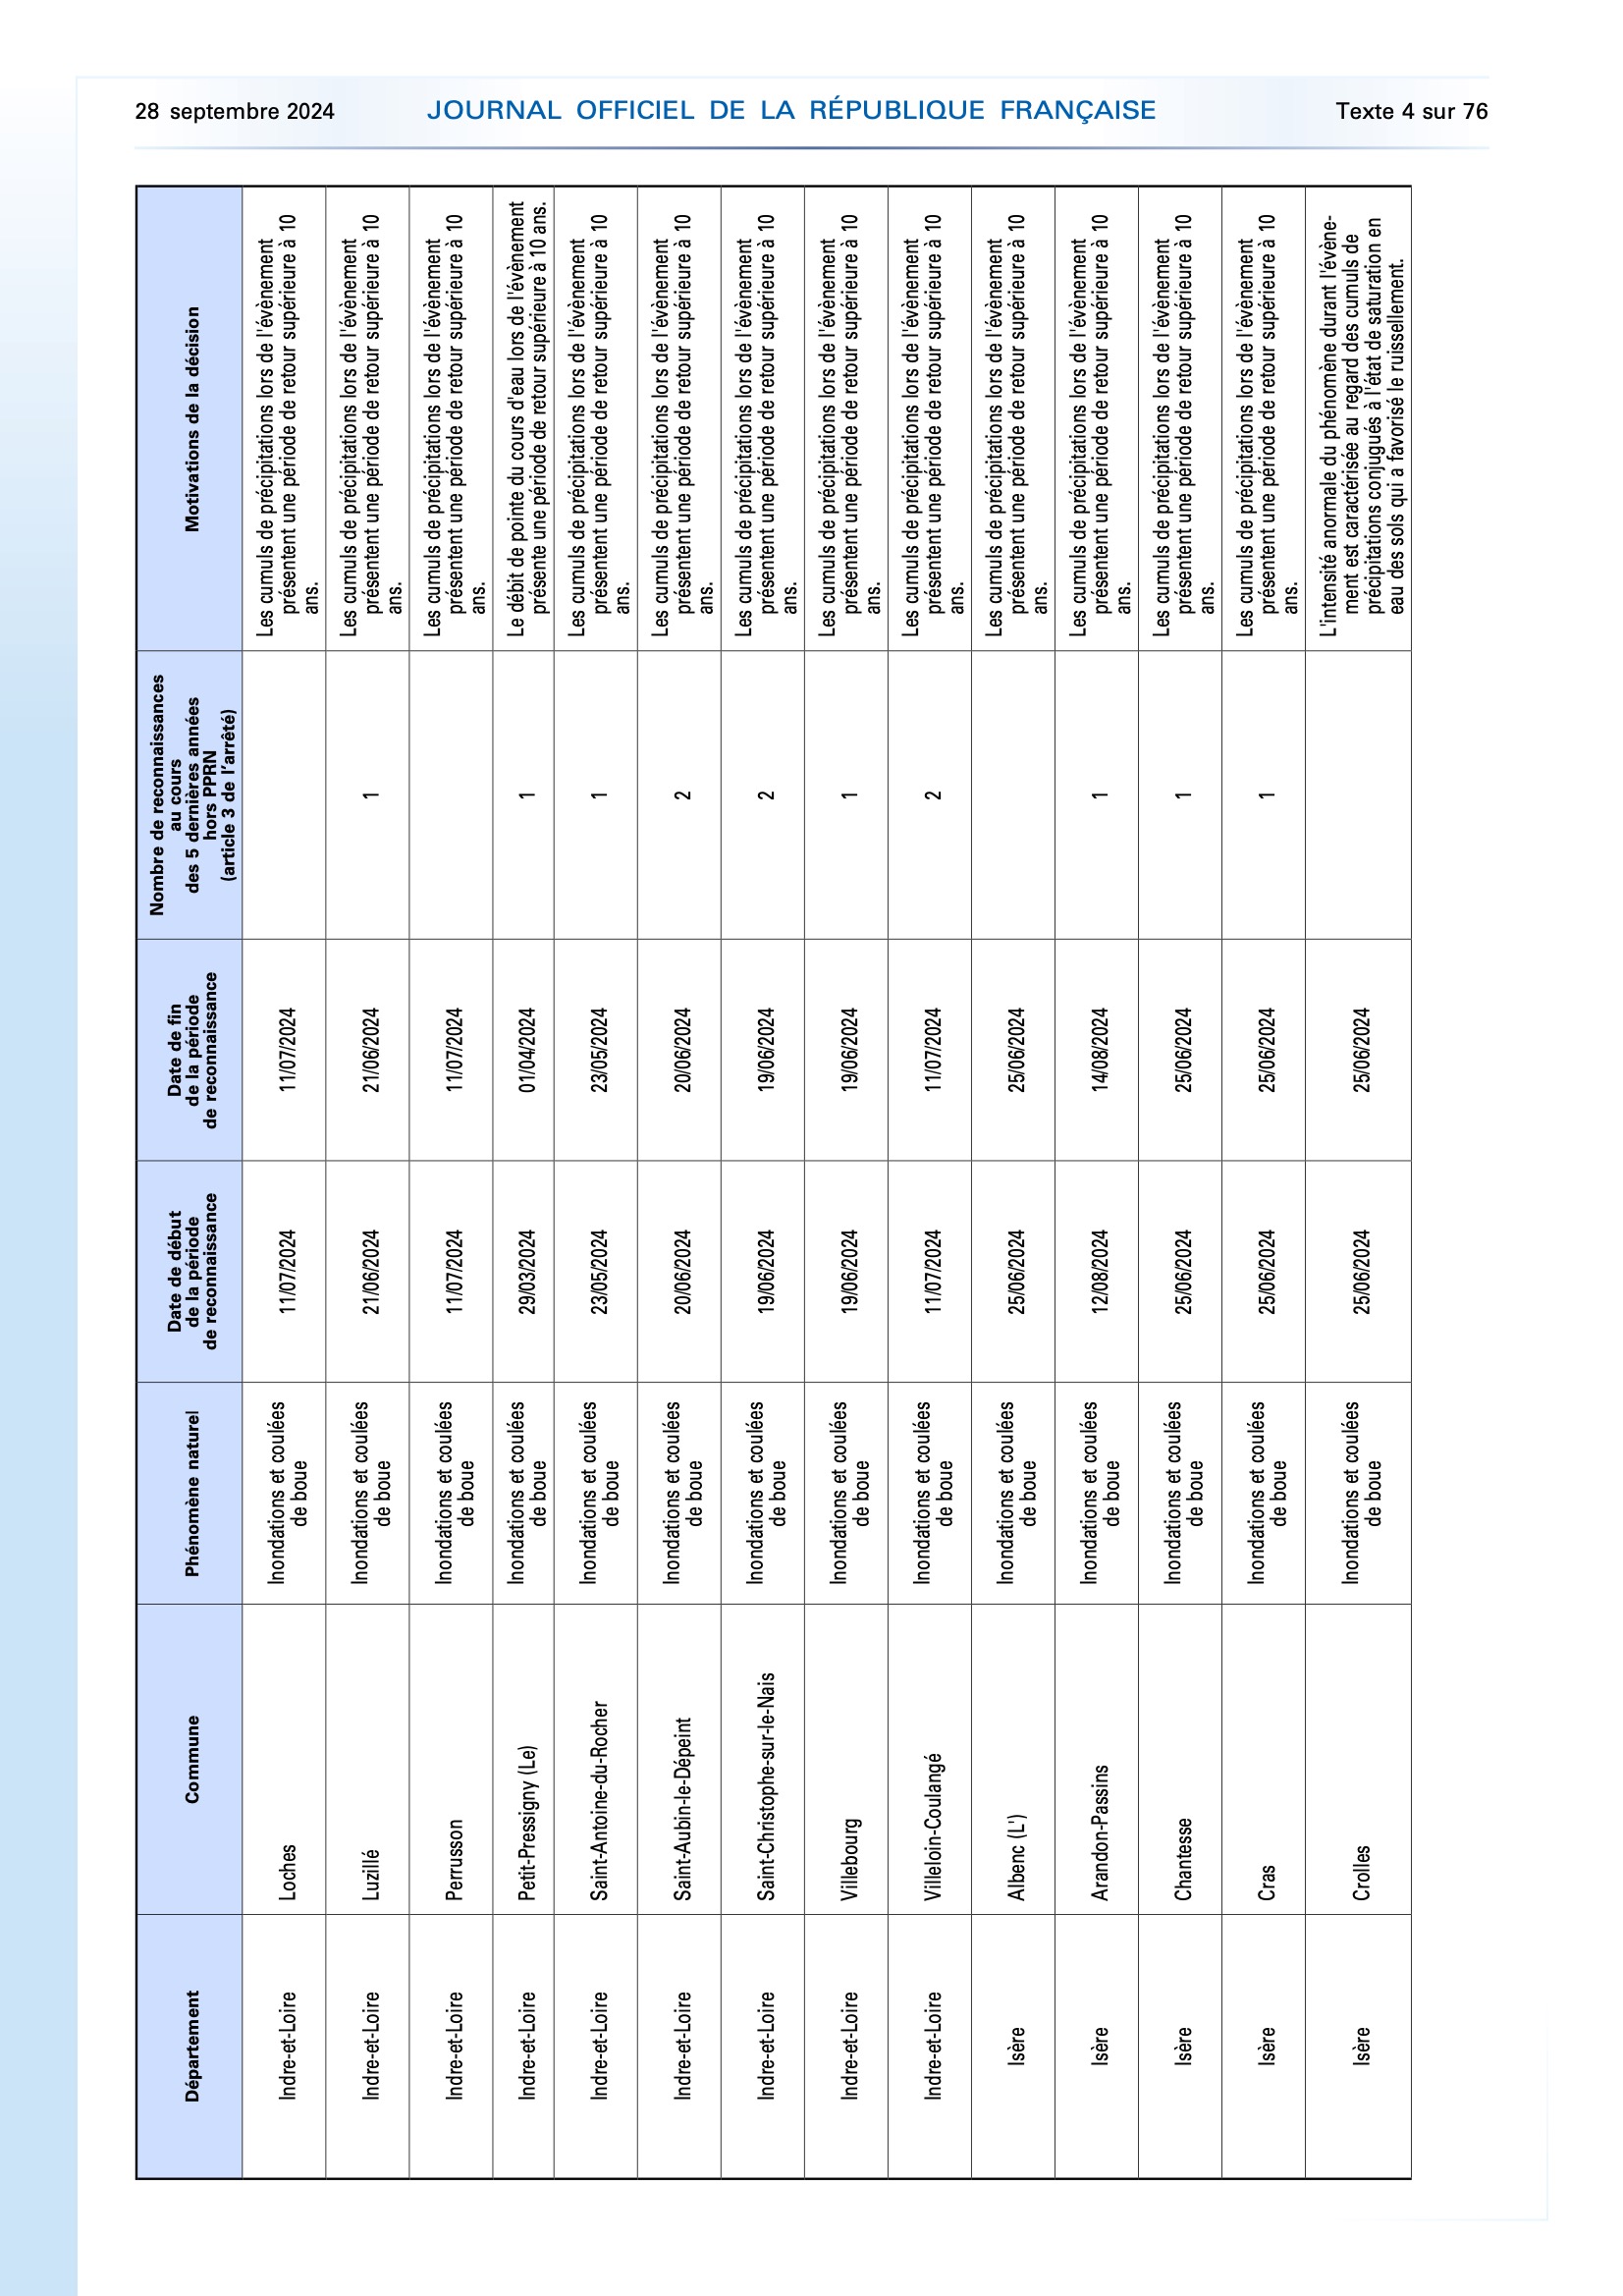 28 septembre 2024 JOURNAL OFFICIEL DE LA RÉPUBLIQUE FRANÇAISE Texte 4 sur 76
Département
Commune
Phénomène naturel
Date de début
de la période
de reconnaissance
Date de fin
de la période
de reconnaissance
Nombre de reconnaissances
au cours
des 5 dernières années
hors PPRN
(article 3 de l'arrêté)
Motivations de la décision
Indre-et-Loire
Loches
Inondations et coulées
de boue
11/07/2024
11/07/2024
Les cumuls de précipitations lors de l'évènement
présentent une période de retour supérieure à 10
ans.
Indre-et-Loire
Luzillé
Inondations et coulées
de boue
21/06/2024
21/06/2024
1
Les cumuls de précipitations lors de l'évènement
présentent une période de retour supérieure à 10
ans.
Indre-et-Loire
Perrusson
Inondations et coulées
de boue
11/07/2024
11/07/2024
Les cumuls de précipitations lors de l'évènement
présentent une période de retour supérieure à 10
ans.
Indre-et-Loire
Petit-Pressigny (Le)
Inondations et coulées
de boue
29/03/2024
01/04/2024
1
Le débit de pointe du cours d'eau lors de l'évènement
présente une période de retour supérieure à 10 ans.
Indre-et-Loire
Saint-Antoine-du-Rocher
Inondations et coulées
de boue
23/05/2024
23/05/2024
1
Les cumuls de précipitations lors de l'évènement
présentent une période de retour supérieure à 10
ans.
Indre-et-Loire
Saint-Aubin-le-Dépeint
Inondations et coulées
de boue
20/06/2024
20/06/2024
2
Les cumuls de précipitations lors de l'évènement
présentent une période de retour supérieure à 10
ans.
Indre-et-Loire
Saint-Christophe-sur-le-Nais
Inondations et coulées
de boue
19/06/2024
19/06/2024
2
Les cumuls de précipitations lors de l'évènement
présentent une période de retour supérieure à 10
ans.
Indre-et-Loire
Villebourg
Inondations et coulées
de boue
19/06/2024
19/06/2024
1
Les cumuls de précipitations lors de l'évènement
présentent une période de retour supérieure à 10
ans.
Indre-et-Loire
Villeloin-Coulangé
Inondations et coulées
de boue
11/07/2024
11/07/2024
2
Les cumuls de précipitations lors de l'évènement
présentent une période de retour supérieure à 10
ans.
Isère
Albenc (L')
Inondations et coulées
de boue
25/06/2024
25/06/2024
Les cumuls de précipitations lors de l'évènement
présentent une période de retour supérieure à 10
ans.
Isère
Arandon-Passins
Inondations et coulées
de boue
12/08/2024
14/08/2024
1
Les cumuls de précipitations lors de l'évènement
présentent une période de retour supérieure à 10
ans.
Isère
Chantesse
Inondations et coulées
de boue
25/06/2024
25/06/2024
1
Les cumuls de précipitations lors de l'évènement
présentent une période de retour supérieure à 10
ans.
Isère
Cras
Inondations et coulées
de boue
25/06/2024
25/06/2024
1
Les cumuls de précipitations lors de l'évènement
présentent une période de retour supérieure à 10
ans.
Isère
Crolles
Inondations et coulées
de boue
25/06/2024
25/06/2024
L'intensité anormale du phénomène durant l'évène-
ment est caractérisée au regard des cumuls de
précipitations conjugués à l'état de saturation en
eau des sols qui a favorisé le ruissellement.